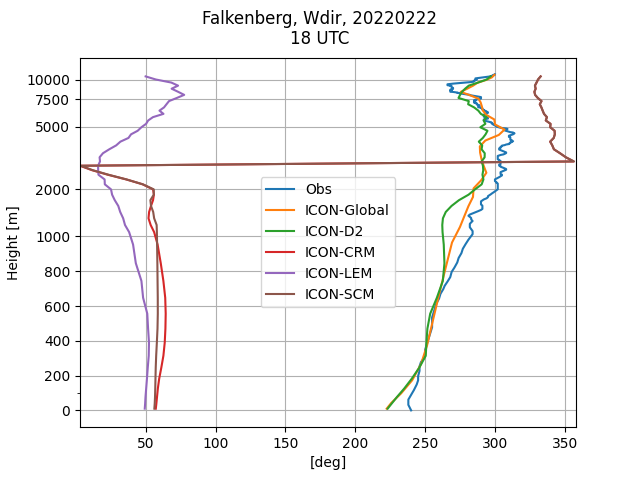 Falkenberg, Wdir, 20220222
18 UTC
Height [m]
10000
7500
5000
2000
1000
800
600
400
200
0
Obs
ICON-Global
ICON-D2
ICON-CRM
ICON-LEM
ICON-SCM
50 100 150 200 250 300 350
[deg]